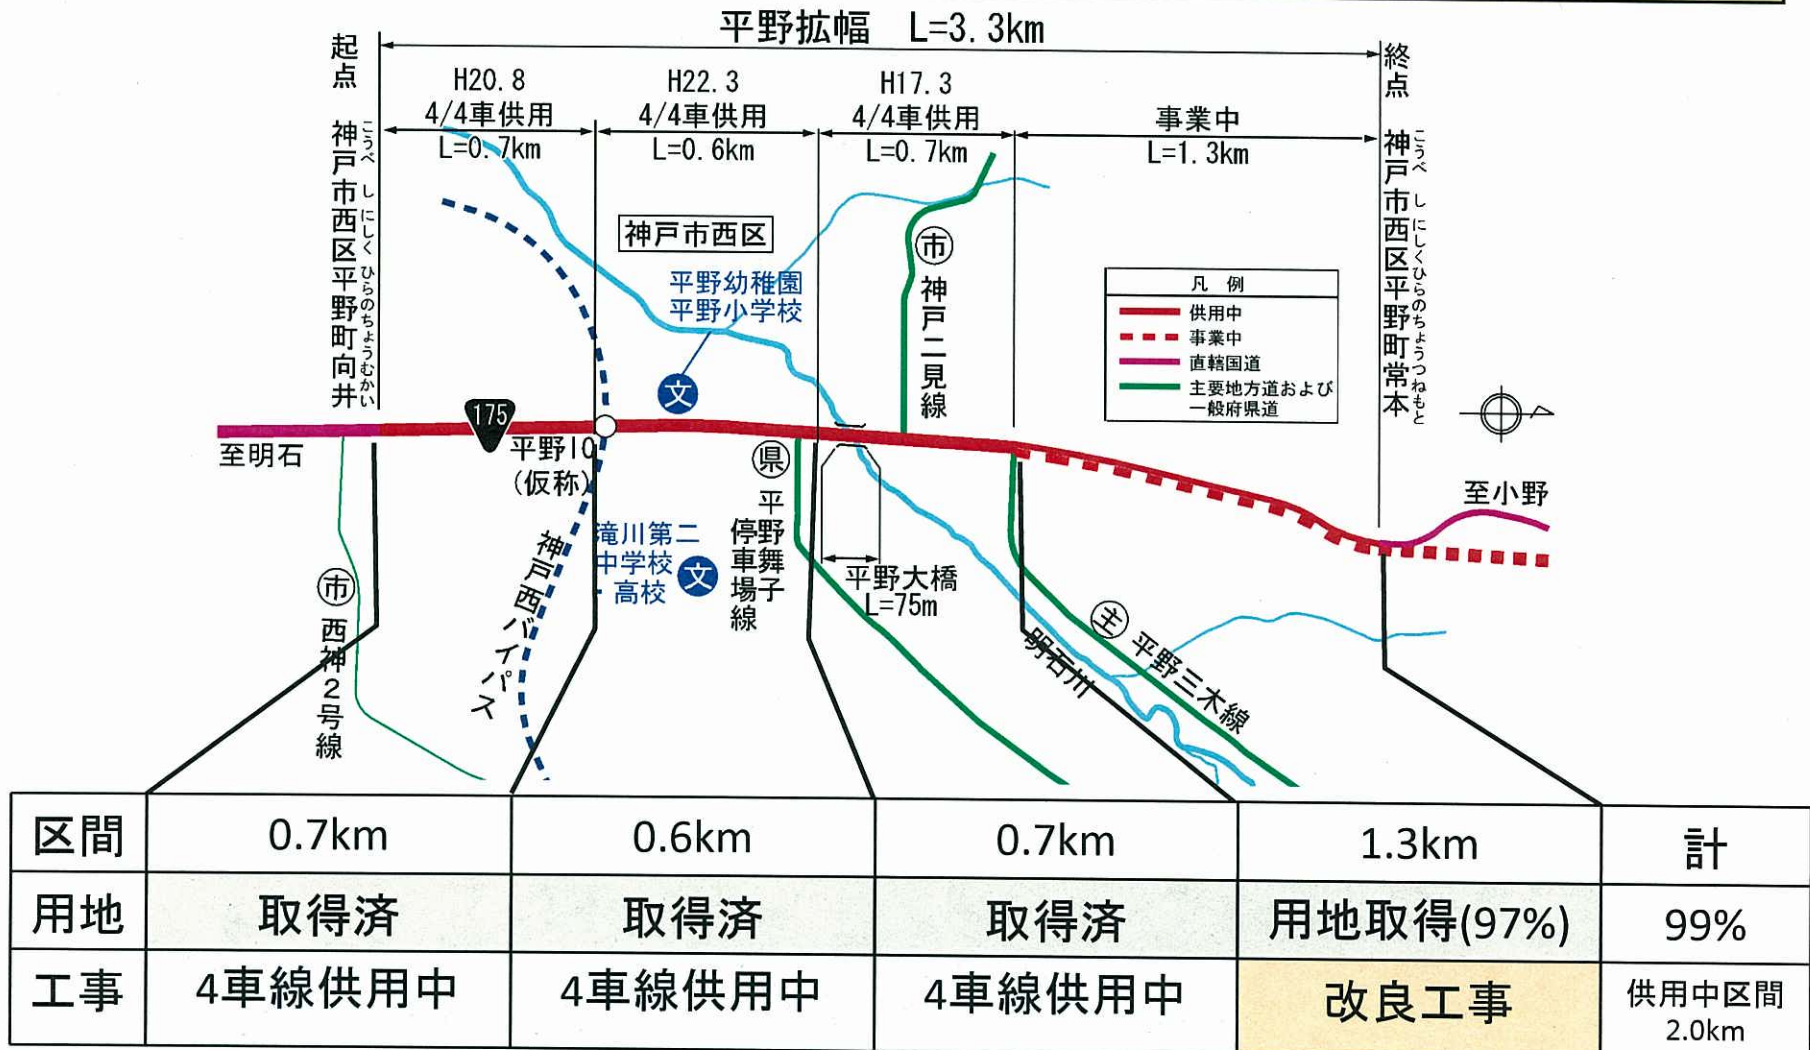 平野拡幅 L=3.3km
起点
神戸市西区平野町向井
こうべ し にしく ひらのちょうむかい
終点
神戸市西区平野町常本
こうべ し にしくひらのちょうつねもと
H20.8
4/4車供用
L=0.7km
H22.3
4/4車供用
L=0.6km
H17.3
4/4車供用
L=0.7km
事業中
L=1.3km
神戸市西区
平野幼稚園
平野小学校
文
市
神戸二見線
凡 例
供用中
事業中
直轄国道
主要地方道および
一般府県道
175
至明石
平野IC
(仮称)
県
平野舞子
停車場線
至小野
神戸西バイパス
滝川第二
中学校
・高校
文
平野大橋
L=75m
市
西神2号線
明石川
主
平野三木線
区間 0.7km 0.6km 0.7km 1.3km 計
用地 取得済 取得済 取得済 用地取得(97%) 99%
工事 4車線供用中 4車線供用中 4車線供用中 改良工事 供用中区間
2.0km